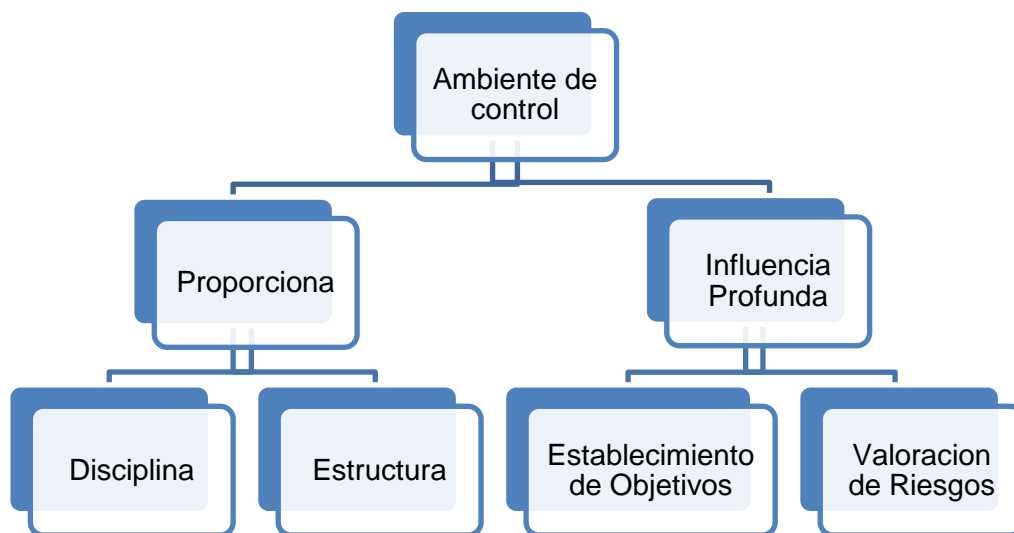 Ambiente de
control
Proporciona
Influencia
Profunda
Disciplina
Estructura
Establecimiento
de Objetivos
Valoracion
de Riesgos